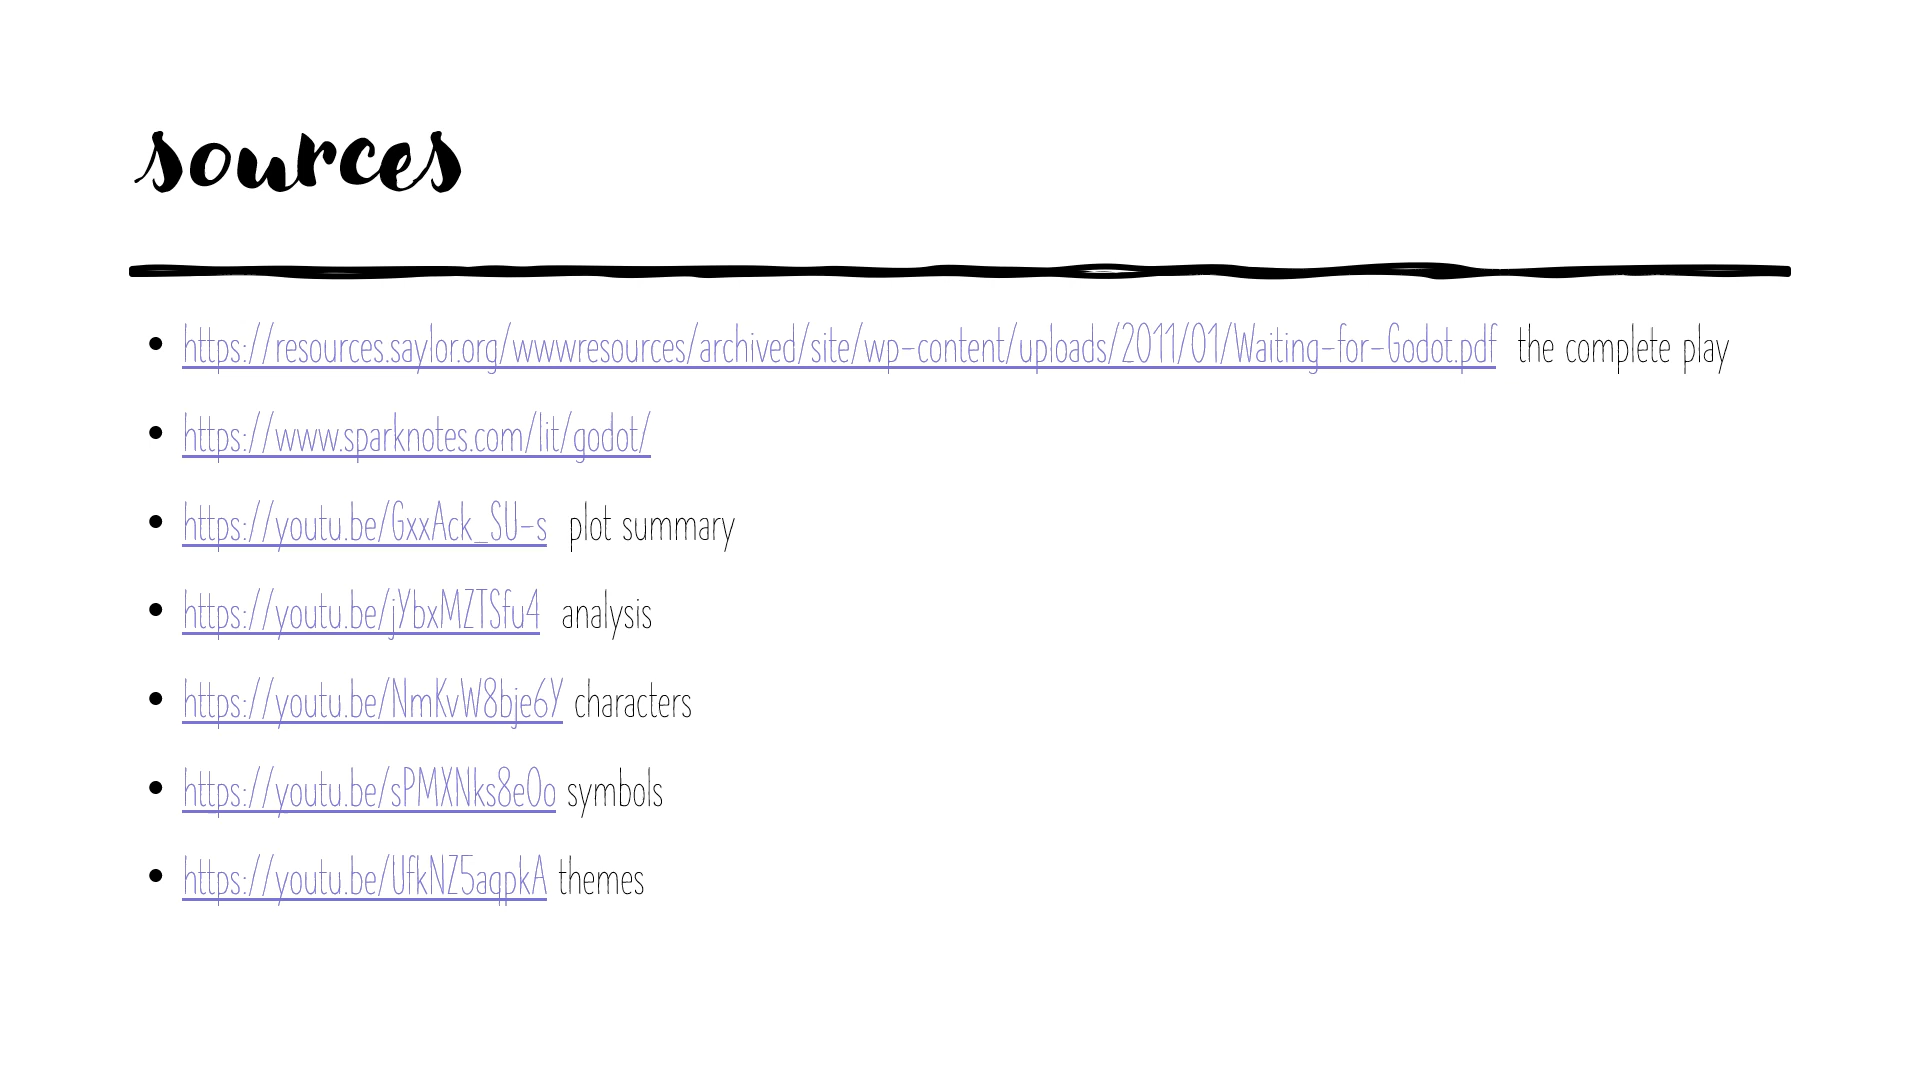 sources
https://resources.saylor.org/wwwresources/archived/site/wp-content/uploads/2011/01/Waiting-for-Godot.pdf the complete play
https://www.sparknotes.com/lit/godot/
https://youtu.be/GxxAck_SU-s plot summary
https://youtu.be/jYbxMZTSfu4 analysis
https://youtu.be/NmKvW8bje6Y characters
https://youtu.be/sPMXNks8eOo symbols
https://youtu.be/UfkNZ5aqpkA themes